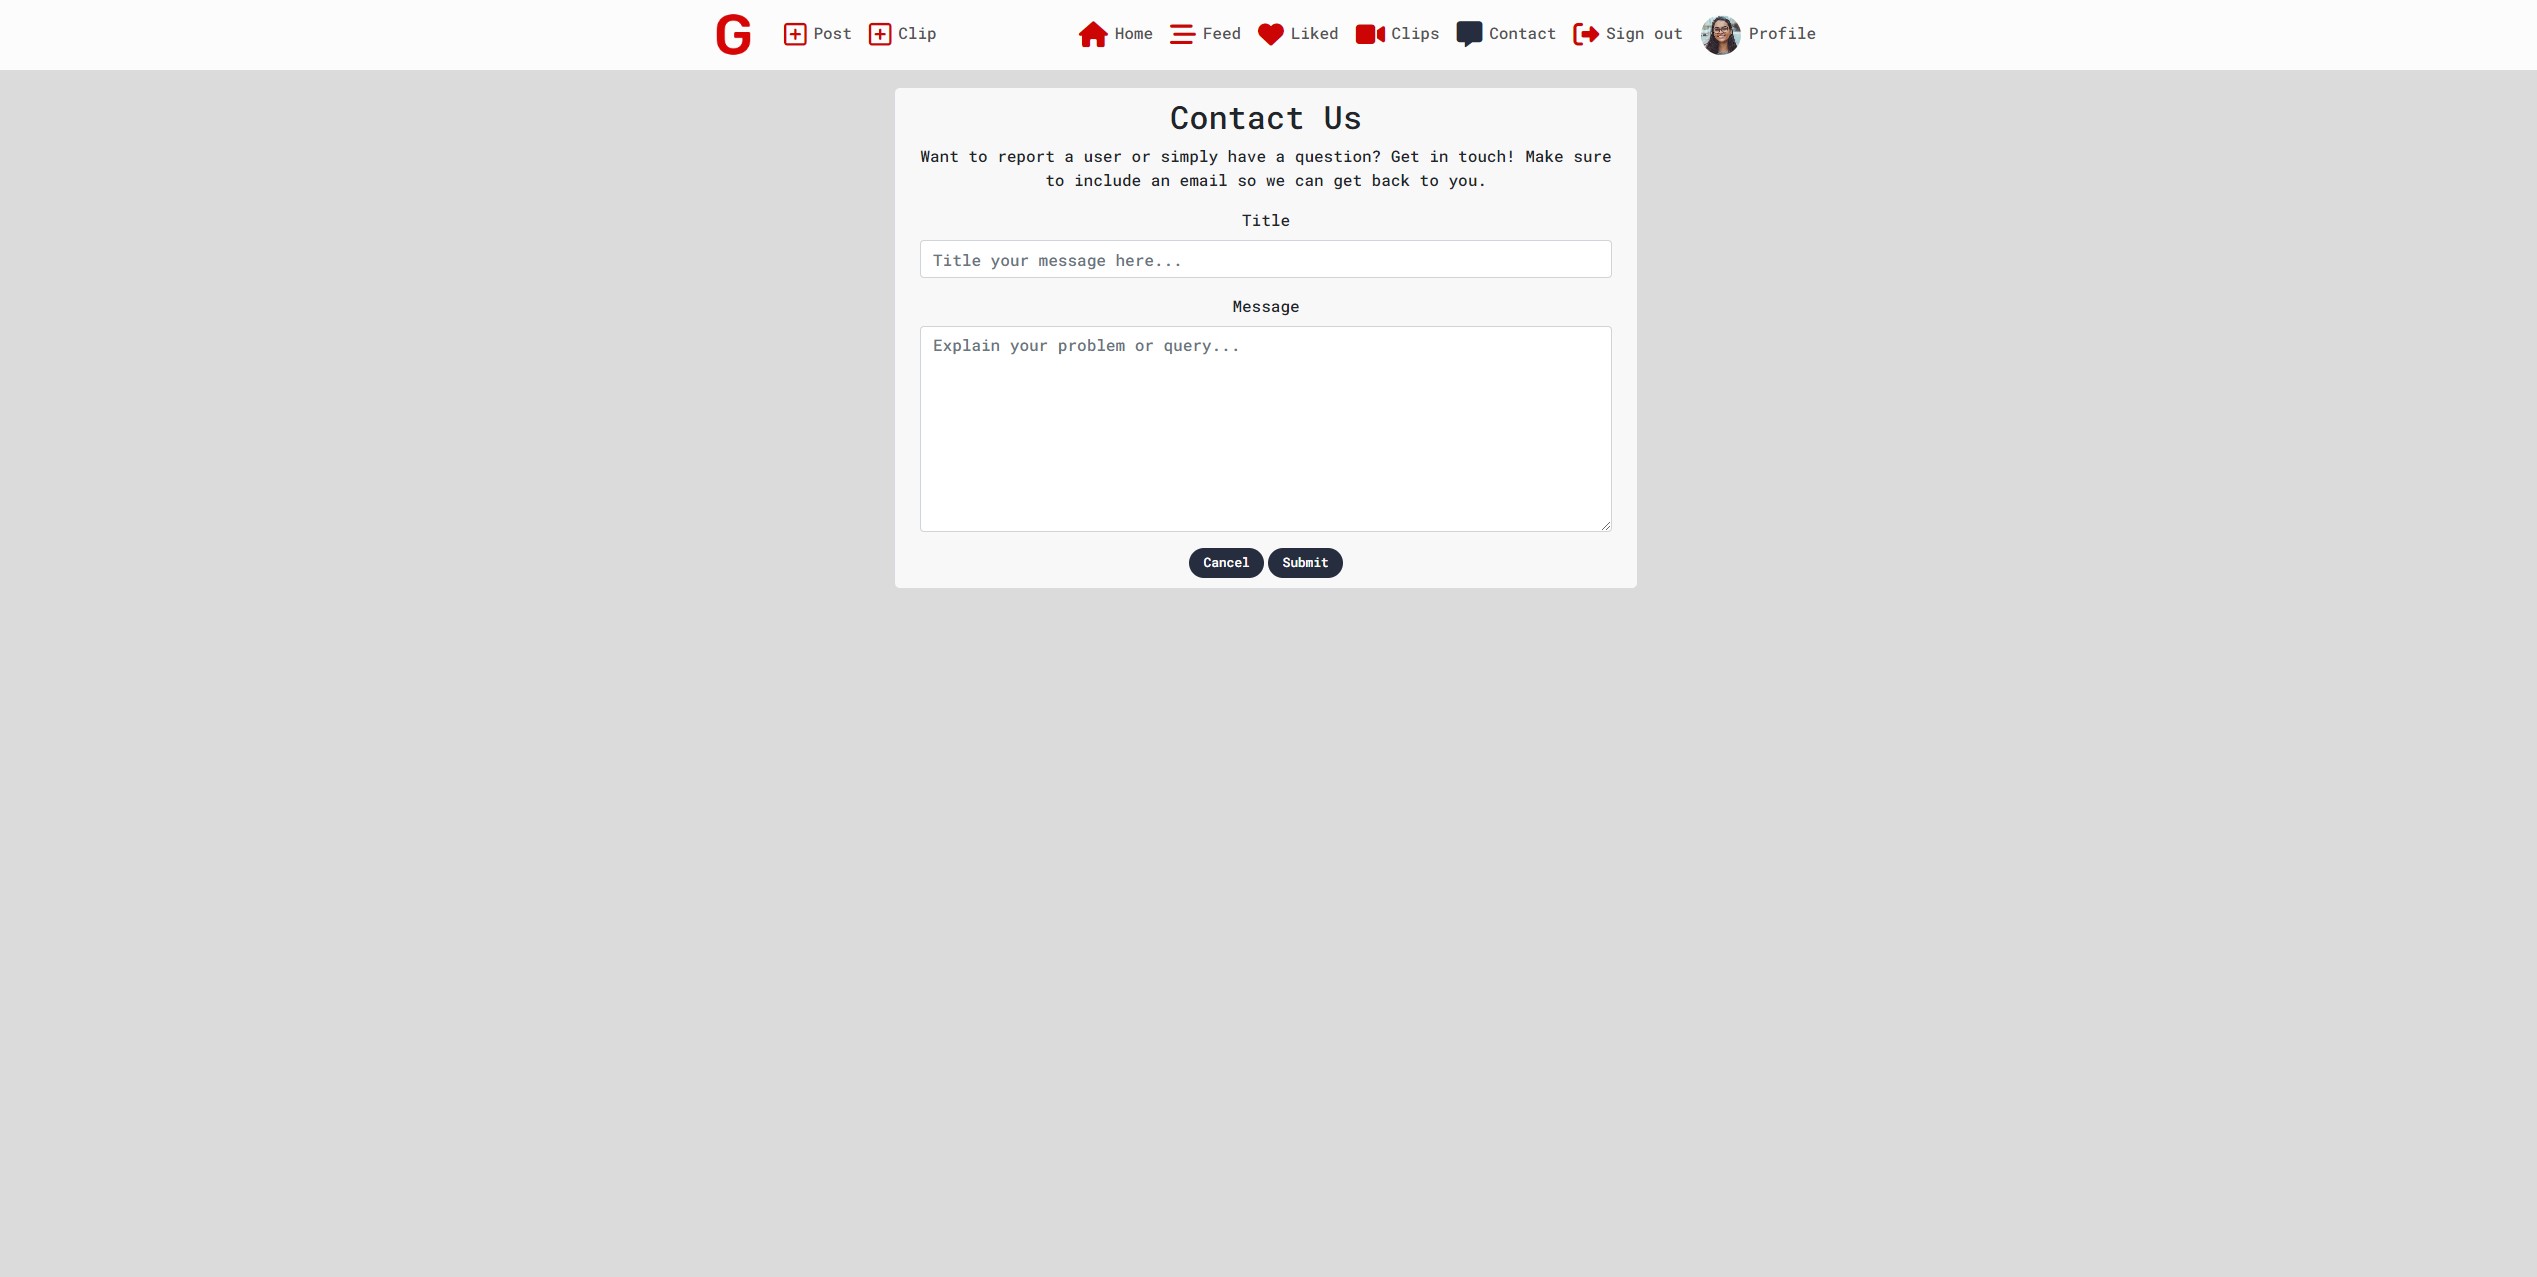 G Post Clip Home Feed Liked Clips Contact Sign out Profile
Contact Us
Want to report a user or simply have a question? Get in touch! Make sure
to include an email so we can get back to you.
Title
Title your message here...
Message
Explain your problem or query...
Cancel Submit